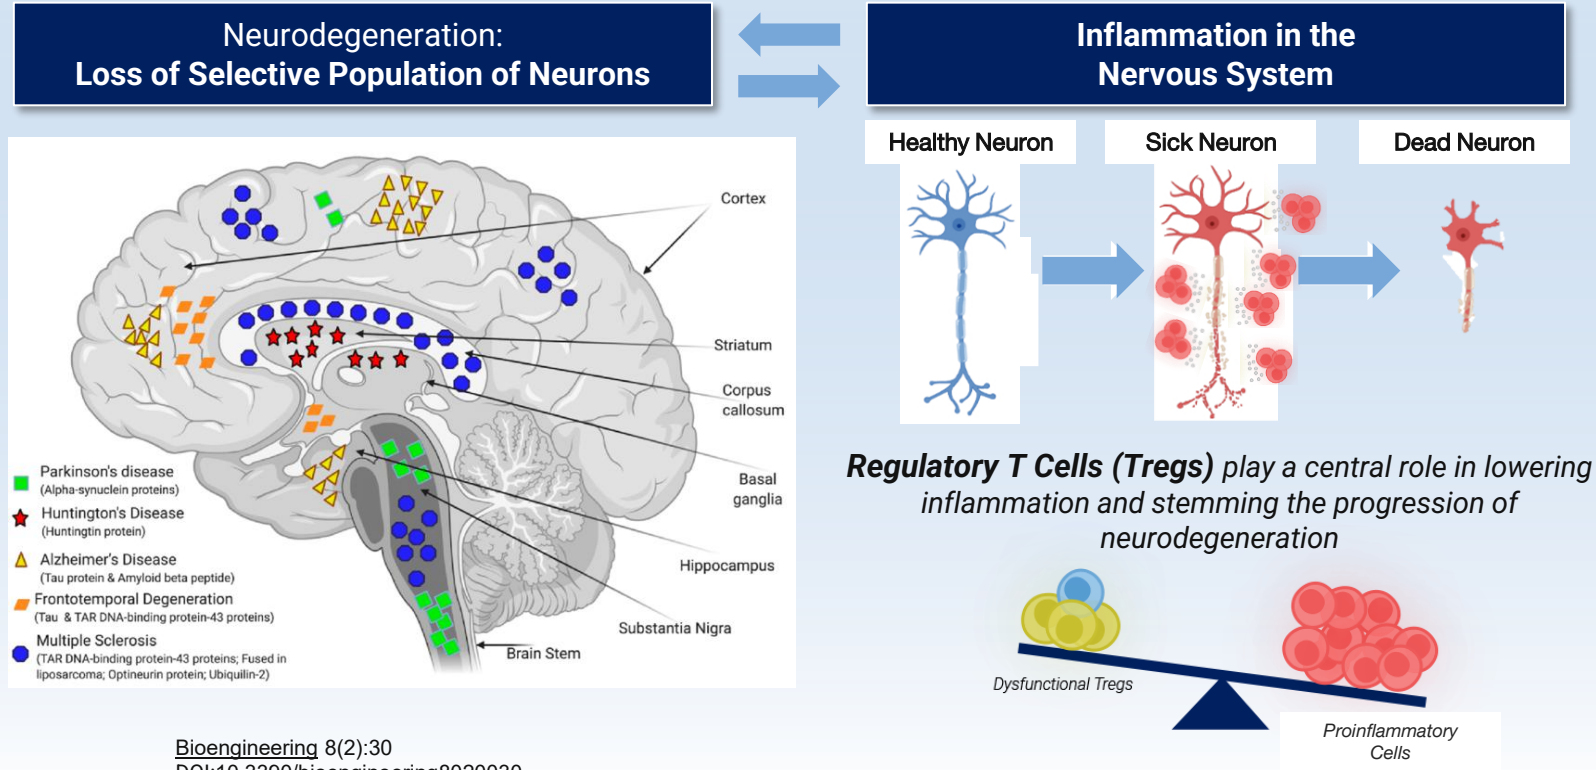 Neurodegeneration:
Loss of Selective Population of Neurons
Inflammation in the
Nervous System
Cortex
Striatum
Corpus
callosum
Basal
ganglia
Hippocampus
Substantia Nigra
Brain Stem
Parkinson's disease
(Alpha-synuclein proteins)
Huntington's Disease
(Huntingtin protein)
Alzheimer's Disease
(Tau protein & Amyloid beta peptide)
Frontotemporal Degeneration
(Tau & TAR DNA-binding protein-43 proteins)
Multiple Sclerosis
(TAR DNA-binding protein-43 proteins; Fused in
liposarcoma; Optineurin protein; Ubiquilin-2)
Bioengineering 8(2):30
DOI:10.3390/bioengineering8020030
Healthy Neuron
Sick Neuron
Dead Neuron
Regulatory T Cells (Tregs) play a central role in lowering
inflammation and stemming the progression of
neurodegeneration
Dysfunctional Tregs
Proinflammatory
Cells